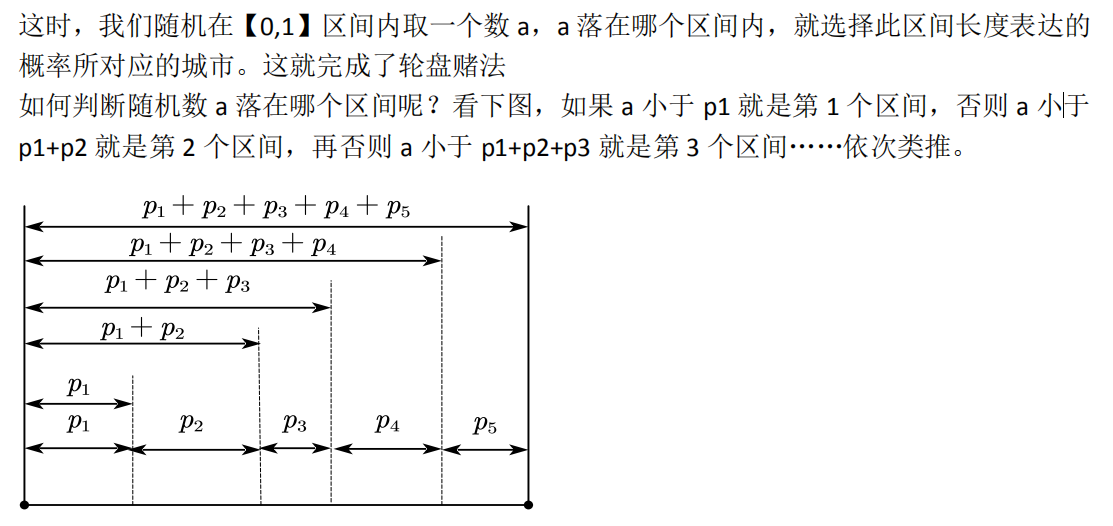 这时，我们随机在【0,1】区间内取一个数 a，a 落在哪个区间内，就选择此区间长度表达的
概率所对应的城市。这就完成了轮盘赌法
如何判断随机数 a 落在哪个区间呢？看下图，如果 a 小于 p1 就是第 1 个区间，否则 a 小于
p1+p2 就是第 2 个区间，再否则 a 小于 p1+p2+p3 就是第 3 个区间……依次类推。
p₁ + p₂ + p₃ + p₄ + p₅
p₁ + p₂ + p₃ + p₄
p₁ + p₂ + p₃
p₁ + p₂
p₁
p₁ p₂ p₃ p₄ p₅